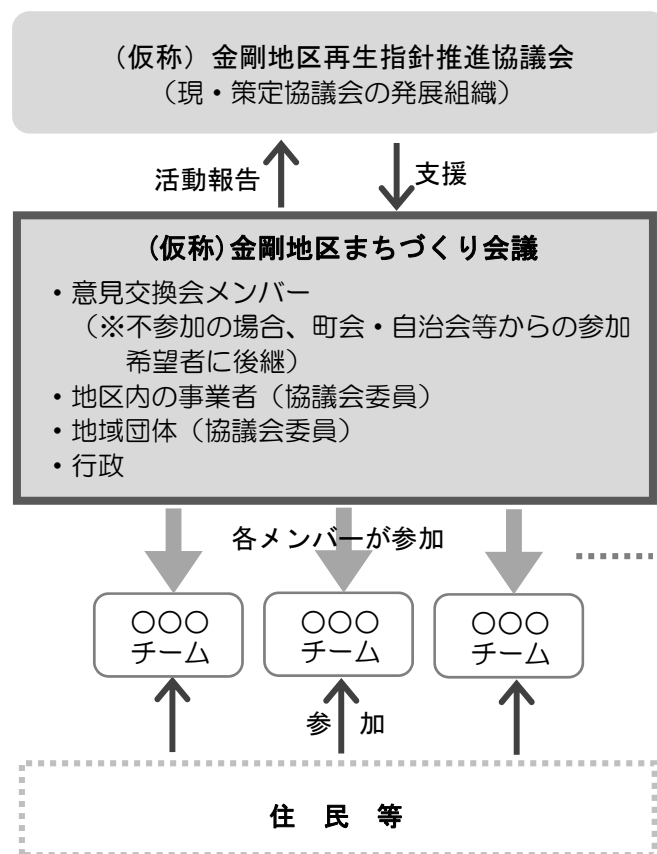 （仮称）金剛地区再生指針推進協議会
（現・策定協議会の発展組織）
活動報告
支援
(仮称)金剛地区まちづくり会議
・意見交換会メンバー
（※不参加の場合、町会・自治会等からの参加
希望者に後継）
・地区内の事業者（協議会委員）
・地域団体（協議会委員）
・行政
各メンバーが参加
○○○
チーム
○○○
チーム
○○○
チーム
参　加
住　民　等